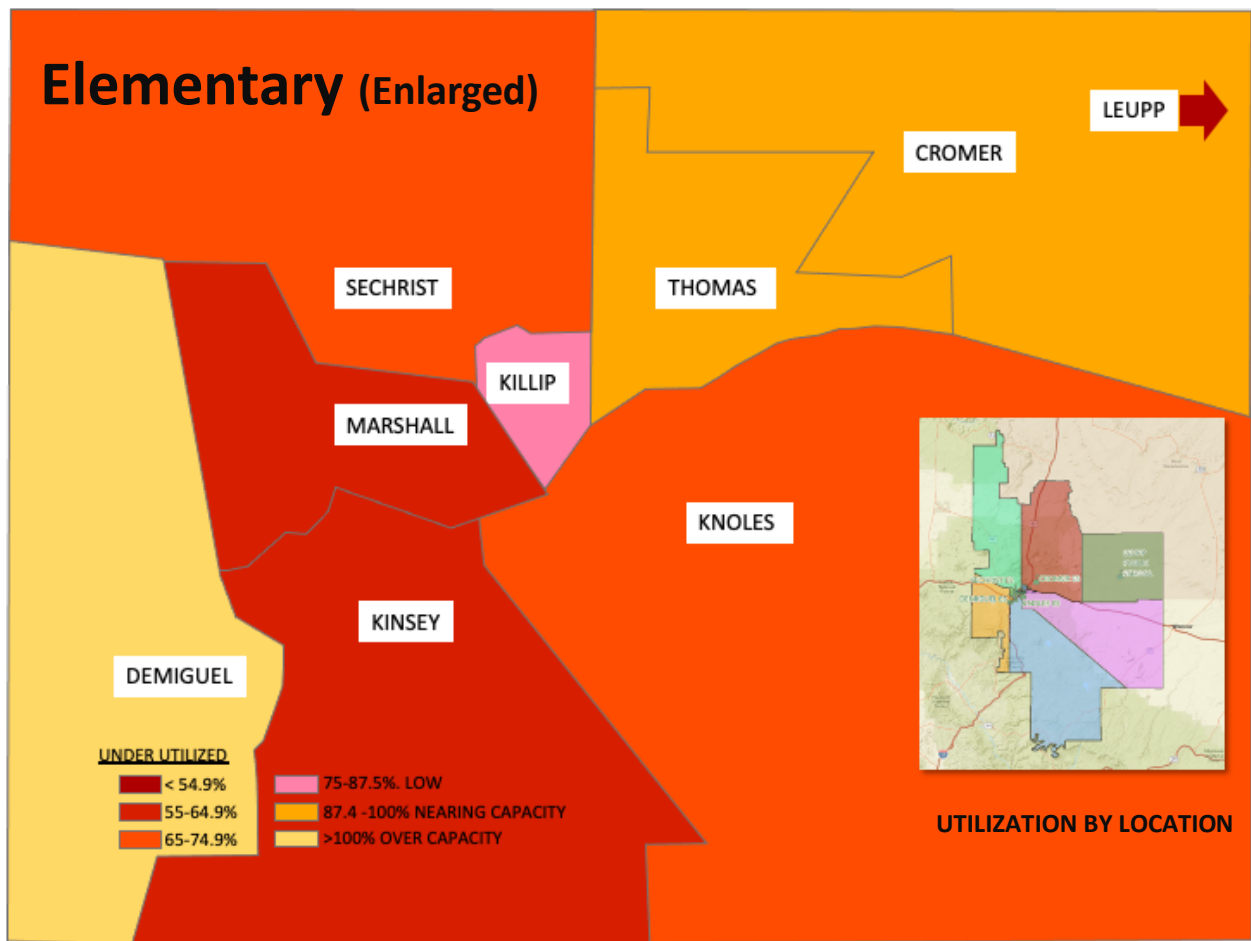 Elementary (Enlarged)
LEUPP
CROMER
SECHRIST
THOMAS
KILLIP
MARSHALL
KNOLES
KINSEY
DEMIGUEL
UNDER UTILIZED
< 54.9%
55-64.9%
65-74.9%
75-87.5%. LOW
87.4 -100% NEARING CAPACITY
>100% OVER CAPACITY
UTILIZATION BY LOCATION